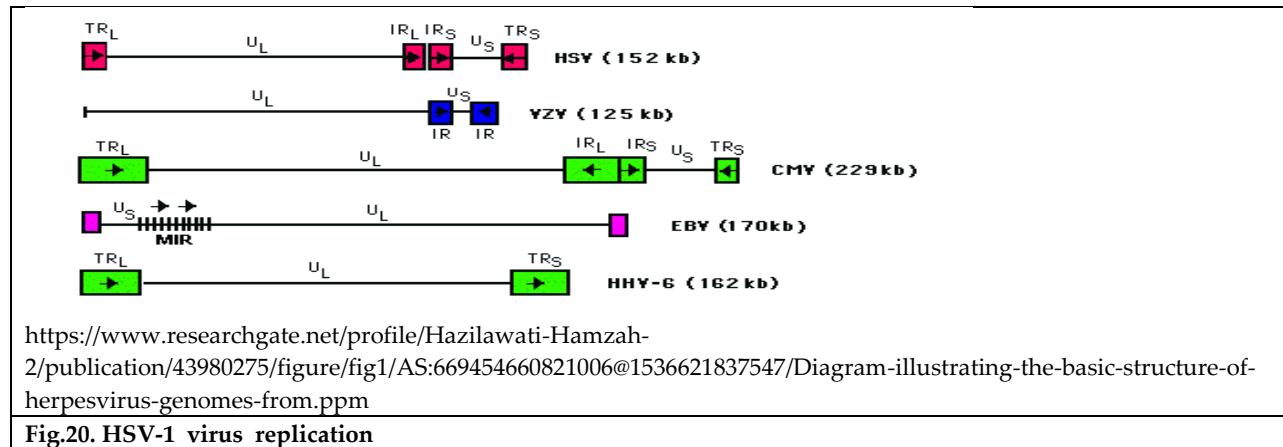 TRL UL IRL IRS US TRS HSV (152 kb)
UL US VZV (125 kb)
IR IR
TRL UL IRL IRS US TRS CMV (229kb)
US UL EBV (170kb)
MIR
TRL UL TRS HHV-6 (162 kb)
https://www.researchgate.net/profile/Hazilawati-Hamzah-
2/publication/43980275/figure/fig1/AS:669454660821006@1536621837547/Diagram-illustrating-the-basic-structure-of-
herpesvirus-genomes-from.ppm
Fig.20. HSV-1 virus replication